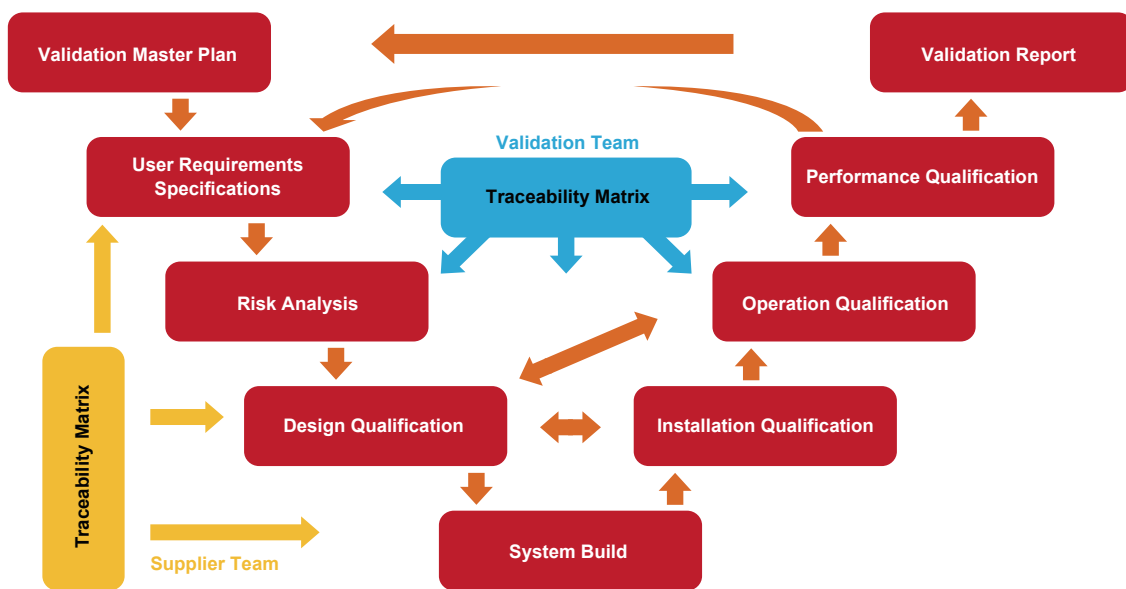 Validation Master Plan
Validation Report
Validation Team
User Requirements
Specifications
Traceability Matrix
Performance Qualification
Risk Analysis
Operation Qualification
Traceability Matrix
Design Qualification
Installation Qualification
Supplier Team
System Build